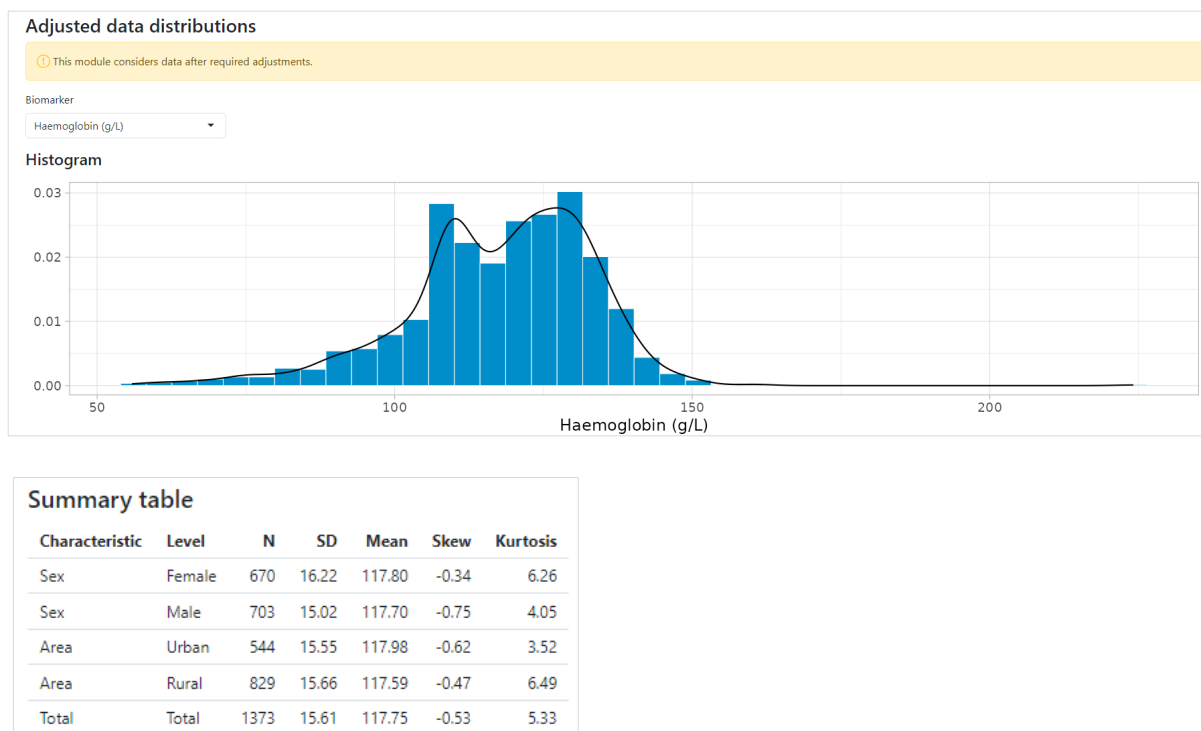 Adjusted data distributions
This module considers data after required adjustments.
Biomarker
Haemoglobin (g/L)
Histogram
0.03
0.02
0.01
0.00
50 100 150 200
Haemoglobin (g/L)
Summary table
Characteristic Level N SD Mean Skew Kurtosis
Sex Female 670 16.22 117.80 -0.34 6.26
Sex Male 703 15.02 117.70 -0.75 4.05
Area Urban 544 15.55 117.98 -0.62 3.52
Area Rural 829 15.66 117.59 -0.47 6.49
Total Total 1373 15.61 117.75 -0.53 5.33